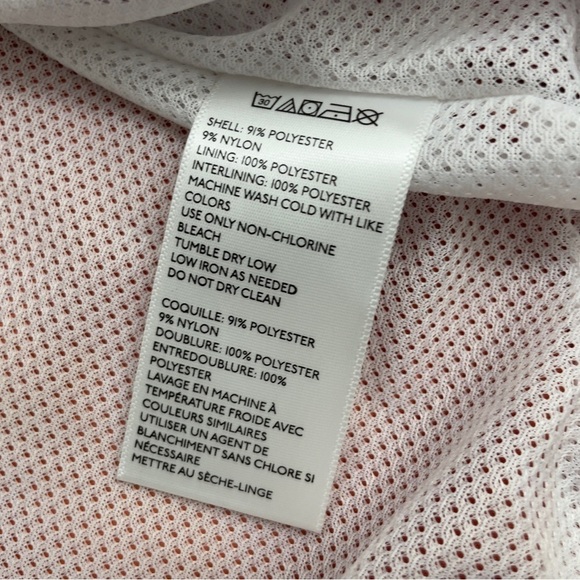 30
SHELL: 91% POLYESTER
9% NYLON
LINING: 100% POLYESTER
INTERLINING: 100% POLYESTER
MACHINE WASH COLD WITH LIKE
COLORS
USE ONLY NON-CHLORINE
BLEACH
TUMBLE DRY LOW
LOW IRON AS NEEDED
DO NOT DRY CLEAN
COQUILLE: 91% POLYESTER
9% NYLON
DOUBLURE: 100% POLYESTER
ENTREDOUBLURE: 100%
POLYESTER
LAVAGE EN MACHINE À
TEMPÉRATURE FROIDE AVEC
COULEURS SIMILAIRES
UTILISER UN AGENT DE
BLANCHIMENT SANS CHLORE SI
NÉCESSAIRE
METTRE AU SÈCHE-LINGE